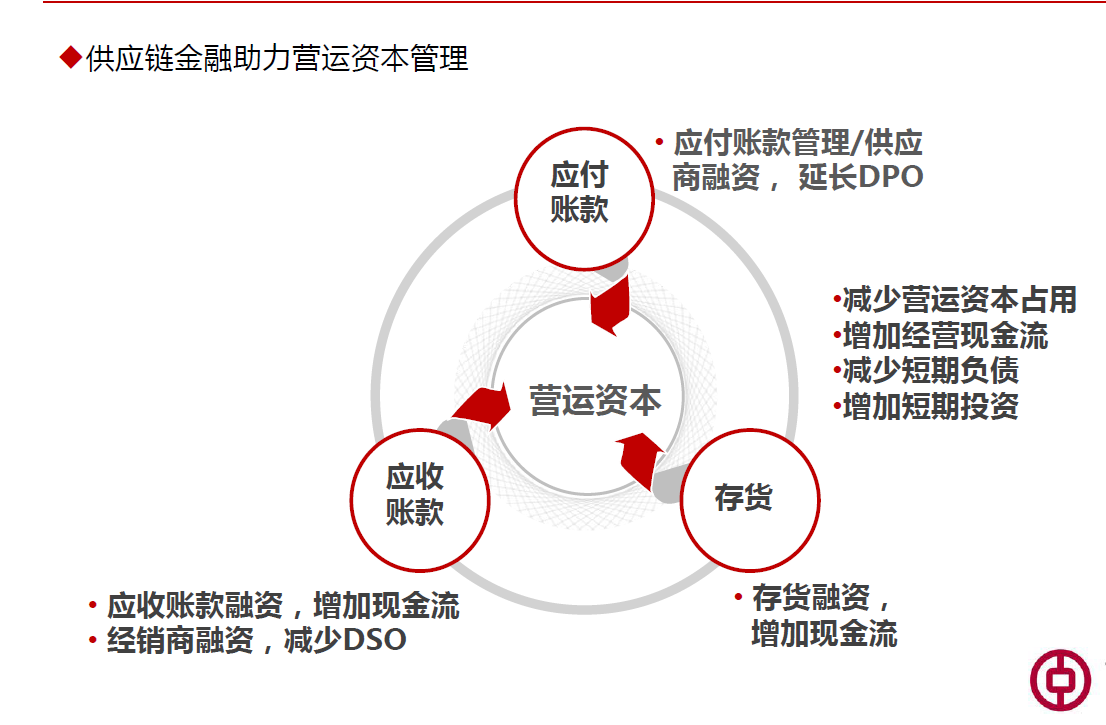 ◆供应链金融助力营运资本管理
应付
账款
• 应付账款管理/供应
商融资， 延长DPO
•减少营运资本占用
•增加经营现金流
•减少短期负债
•增加短期投资
营运资本
应收
账款
存货
• 应收账款融资，增加现金流
• 经销商融资，减少DSO
• 存货融资，
增加现金流